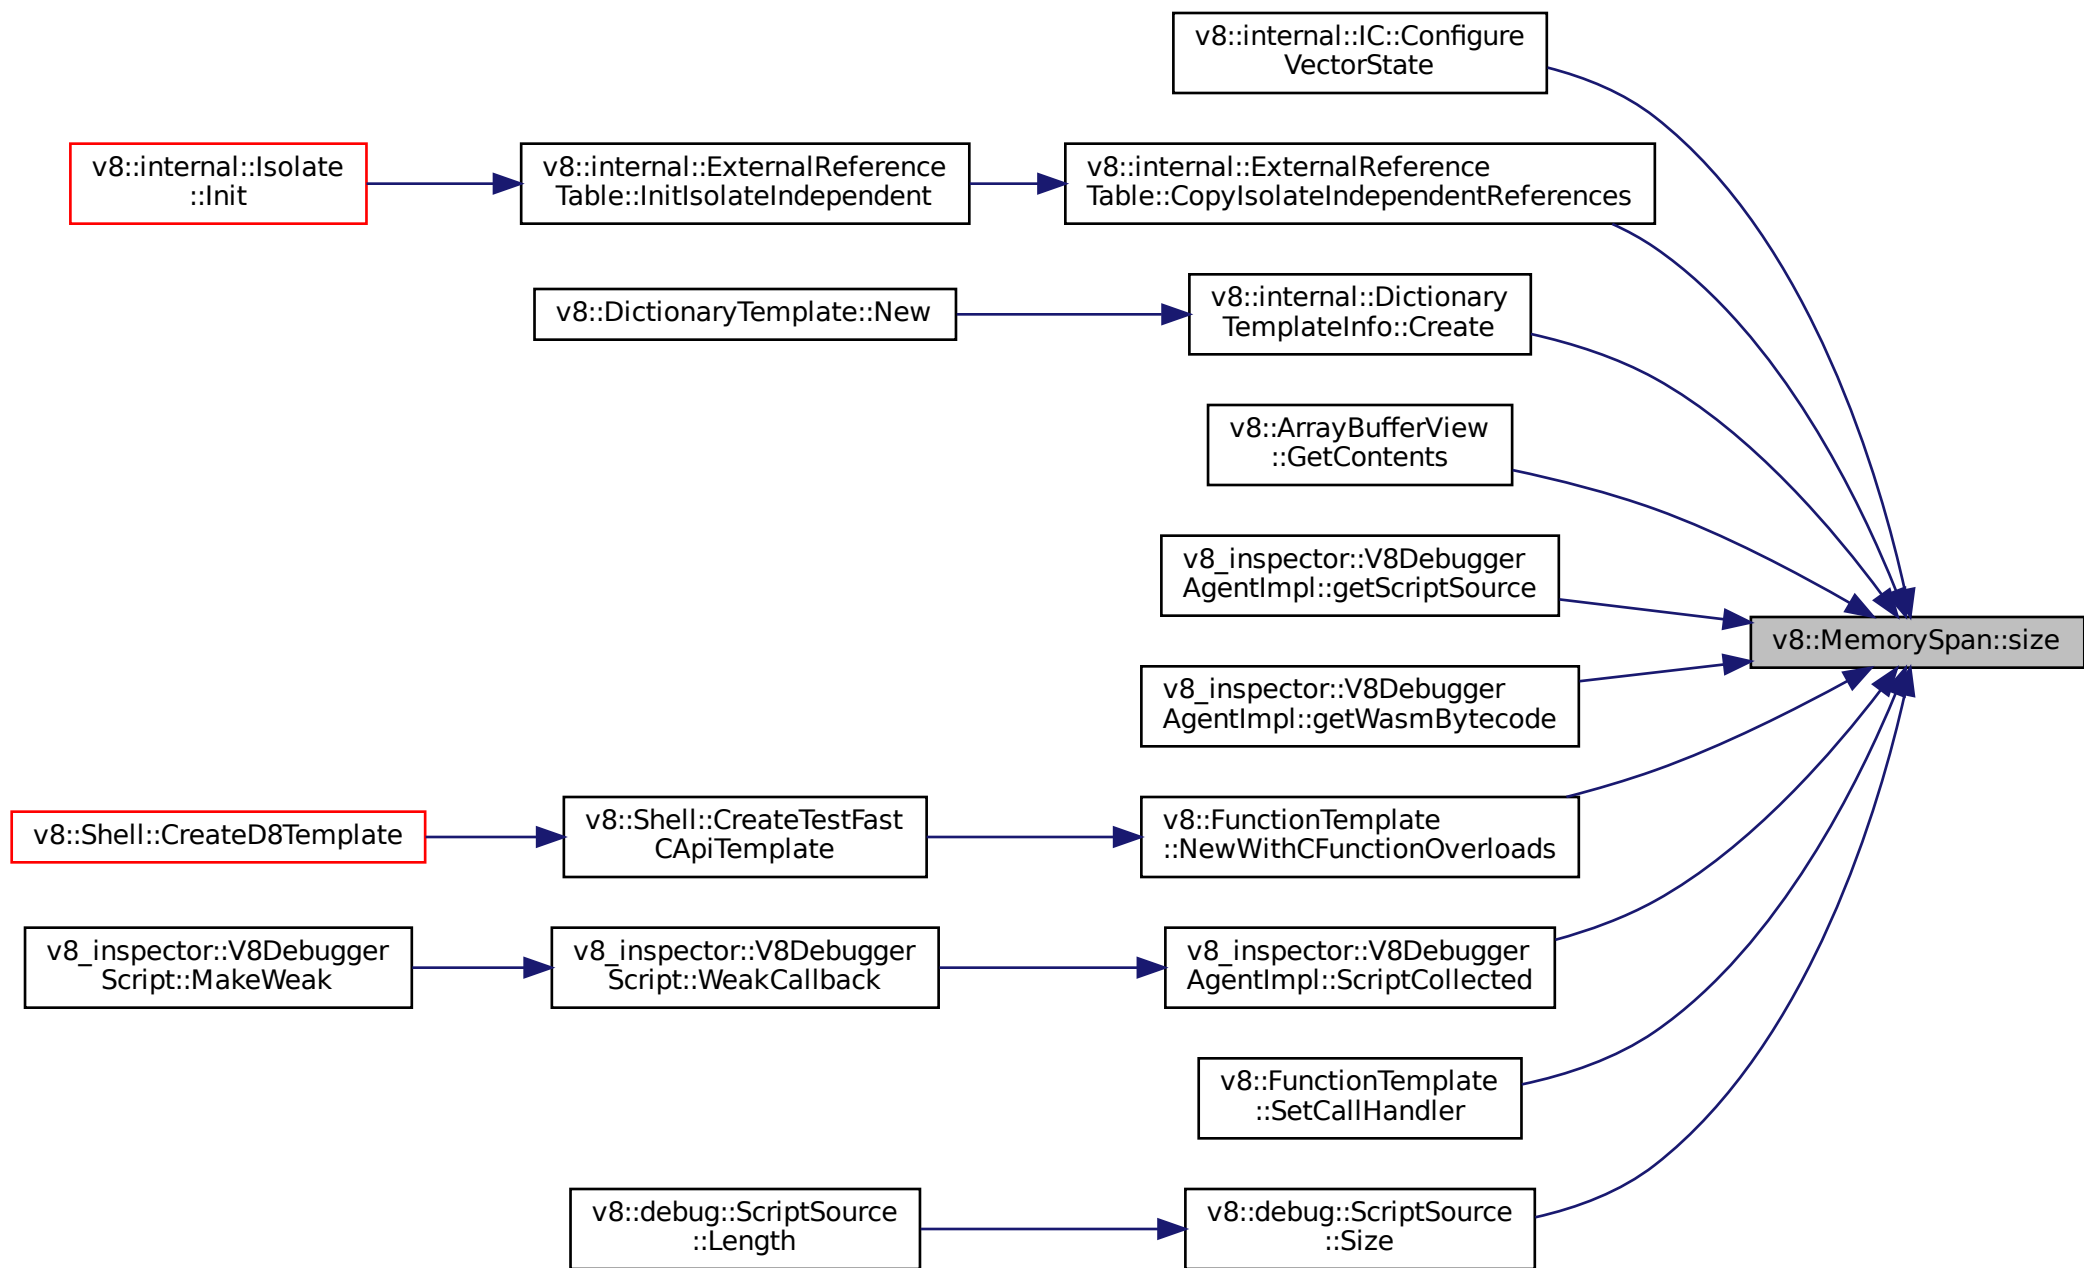 v8::internal::IC::Configure
VectorState
v8::internal::Isolate
::Init
v8::internal::ExternalReference
Table::InitIsolateIndependent
v8::internal::ExternalReference
Table::CopyIsolateIndependentReferences
v8::DictionaryTemplate::New
v8::internal::Dictionary
TemplateInfo::Create
v8::ArrayBufferView
::GetContents
v8_inspector::V8Debugger
AgentImpl::getScriptSource
v8::MemorySpan::size
v8_inspector::V8Debugger
AgentImpl::getWasmBytecode
v8::Shell::CreateD8Template
v8::Shell::CreateTestFast
CApiTemplate
v8::FunctionTemplate
::NewWithCFunctionOverloads
v8_inspector::V8Debugger
Script::MakeWeak
v8_inspector::V8Debugger
Script::WeakCallback
v8_inspector::V8Debugger
AgentImpl::ScriptCollected
v8::FunctionTemplate
::SetCallHandler
v8::debug::ScriptSource
::Length
v8::debug::ScriptSource
::Size